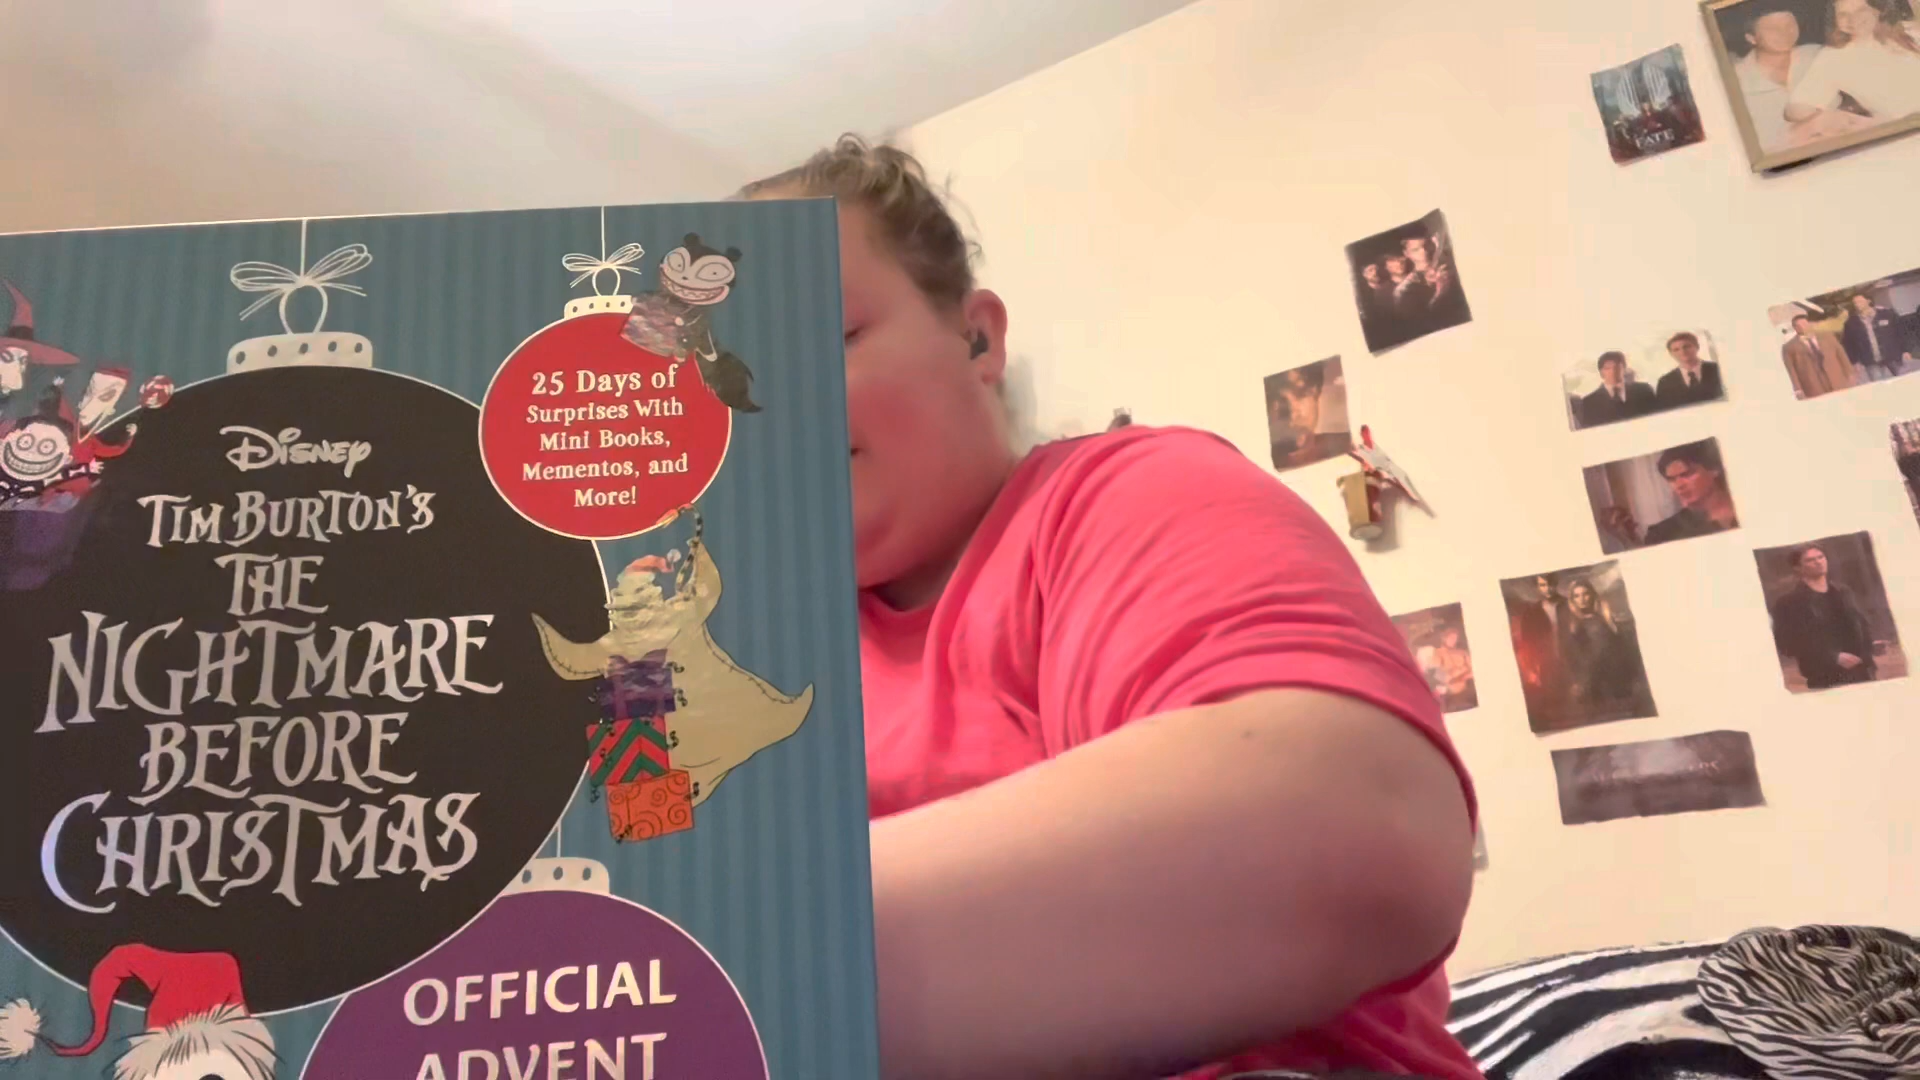 25 Days of
Surprises With
Mini Books,
Mementos, and
More!
Disney
Tim Burton's
The
Nightmare
Before
Christmas
OFFICIAL
ADVENT
FATE